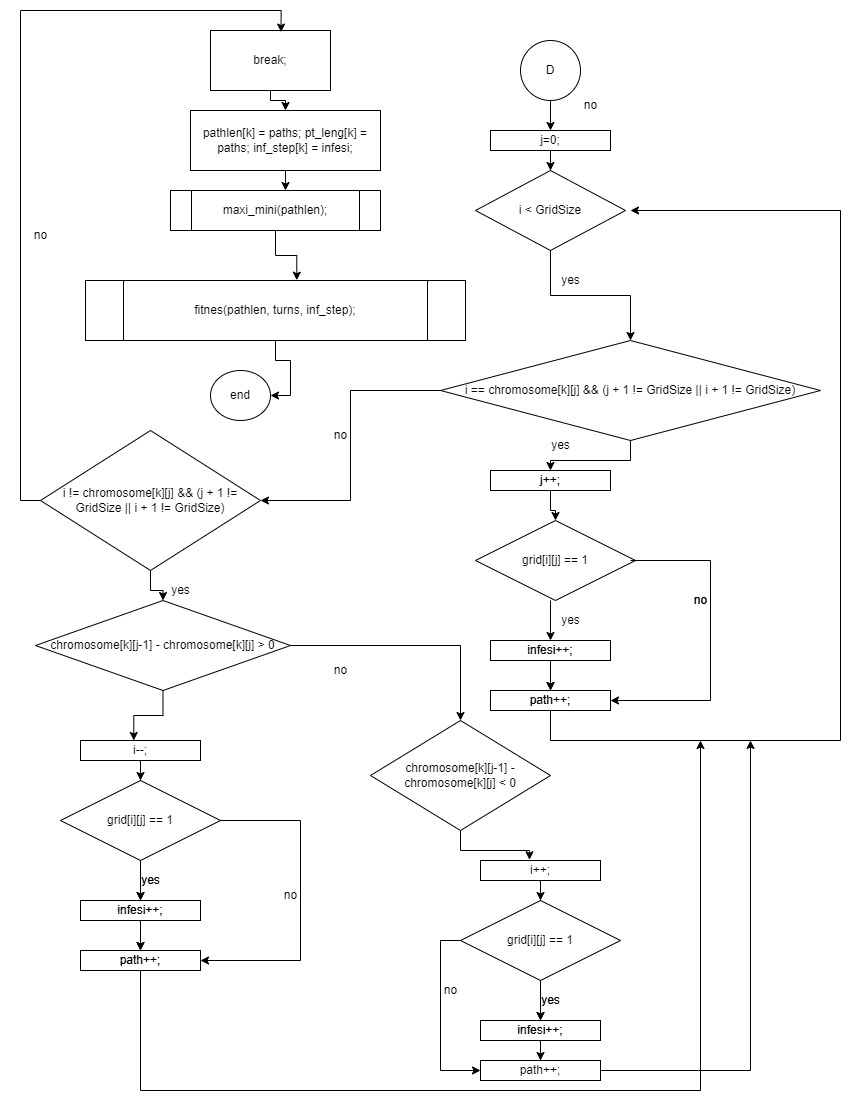 break;
D
no
pathlen[k] = paths; pt_leng[k] =
paths; inf_step[k] = infesi;
j=0;
maxi_mini(pathlen);
i < GridSize
no
yes
fitnes(pathlen, turns, inf_step);
end
i == chromosome[k][j] && (j + 1 != GridSize || i + 1 != GridSize)
no
yes
i != chromosome[k][j] && (j + 1 !=
GridSize || i + 1 != GridSize)
j++;
grid[i][j] == 1
yes
no
yes
chromosome[k][j-1] - chromosome[k][j] > 0
infesi++;
no
path++;
i--;
chromosome[k][j-1] -
chromosome[k][j] < 0
grid[i][j] == 1
i++;
yes
no
infesi++;
grid[i][j] == 1
path++;
no
yes
infesi++;
path++;